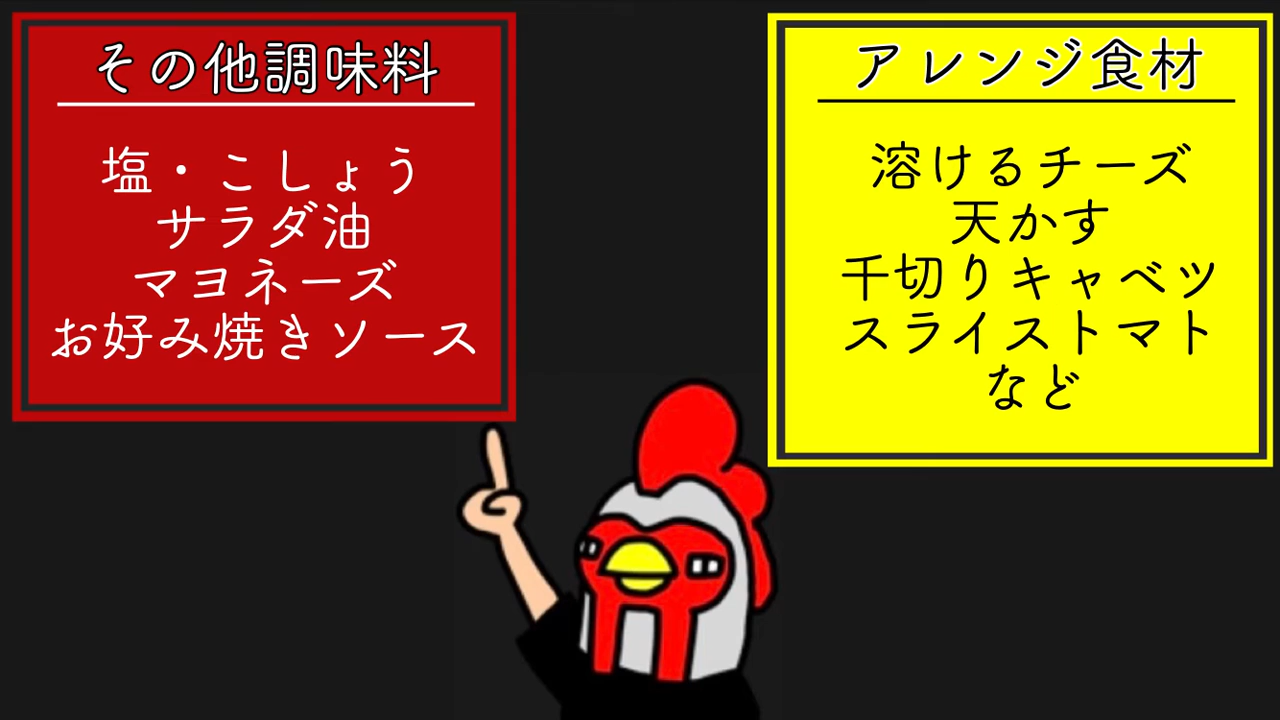 その他調味料
塩・こしょう
サラダ油
マヨネーズ
お好み焼きソース
アレンジ食材
溶けるチーズ
天かす
千切りキャベツ
スライストマト
など